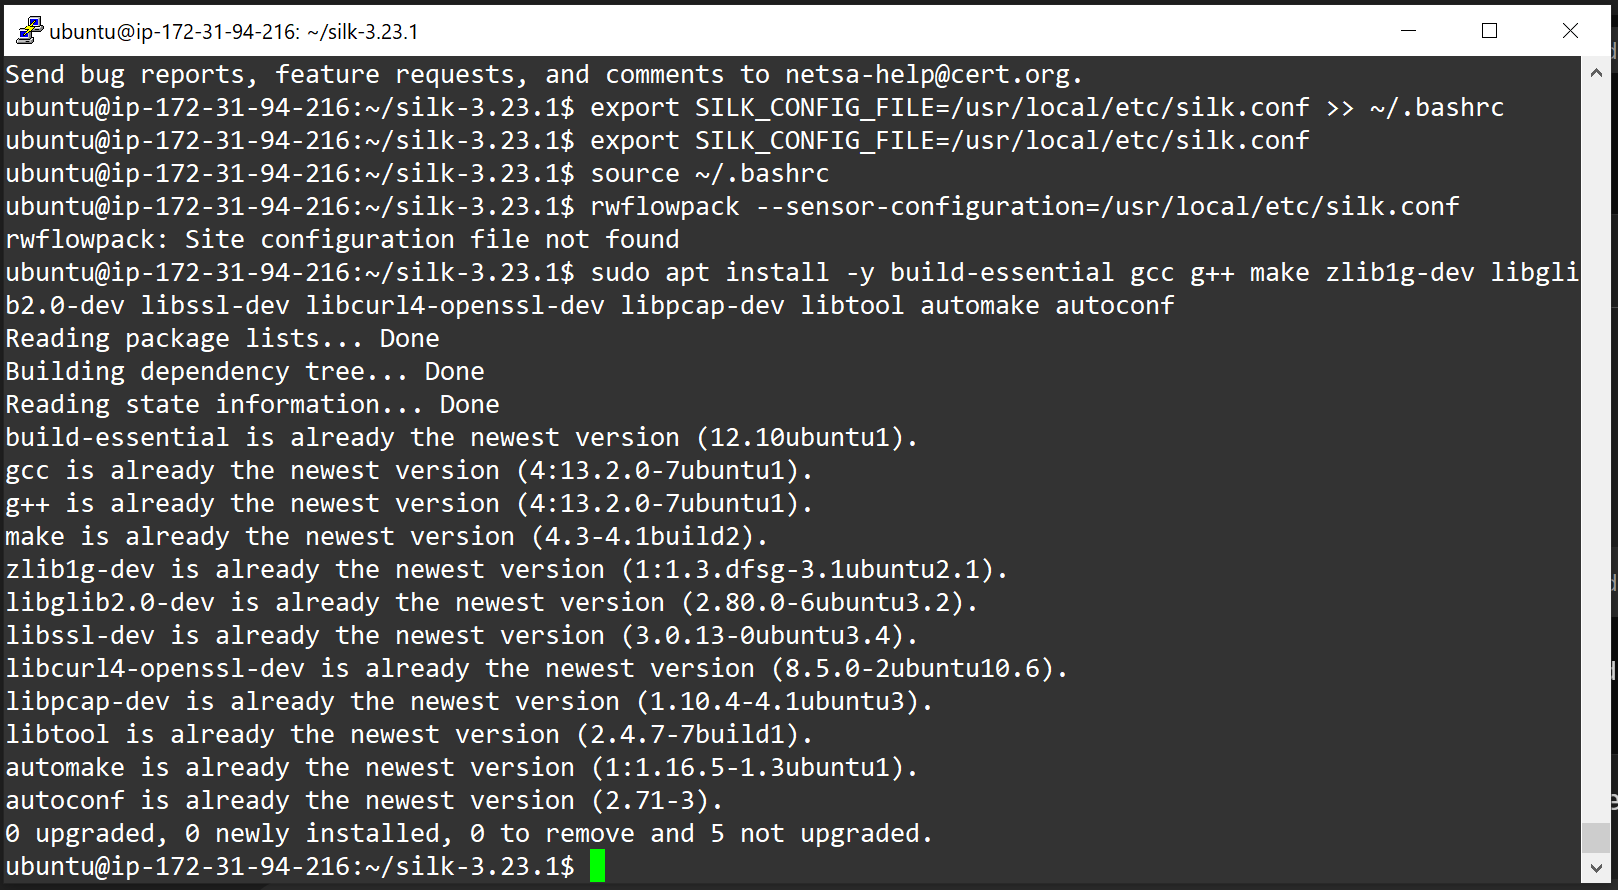 ubuntu@ip-172-31-94-216: ~/silk-3.23.1
Send bug reports, feature requests, and comments to netsa-help@cert.org.
ubuntu@ip-172-31-94-216:~/silk-3.23.1$ export SILK_CONFIG_FILE=/usr/local/etc/silk.conf >> ~/.bashrc
ubuntu@ip-172-31-94-216:~/silk-3.23.1$ export SILK_CONFIG_FILE=/usr/local/etc/silk.conf
ubuntu@ip-172-31-94-216:~/silk-3.23.1$ source ~/.bashrc
ubuntu@ip-172-31-94-216:~/silk-3.23.1$ rwflowpack --sensor-configuration=/usr/local/etc/silk.conf
rwflowpack: Site configuration file not found
ubuntu@ip-172-31-94-216:~/silk-3.23.1$ sudo apt install -y build-essential gcc g++ make zlib1g-dev libgli
b2.0-dev libssl-dev libcurl4-openssl-dev libpcap-dev libtool automake autoconf
Reading package lists... Done
Building dependency tree... Done
Reading state information... Done
build-essential is already the newest version (12.10ubuntu1).
gcc is already the newest version (4:13.2.0-7ubuntu1).
g++ is already the newest version (4:13.2.0-7ubuntu1).
make is already the newest version (4.3-4.1build2).
zlib1g-dev is already the newest version (1:1.3.dfsg-3.1ubuntu2.1).
libglib2.0-dev is already the newest version (2.80.0-6ubuntu3.2).
libssl-dev is already the newest version (3.0.13-0ubuntu3.4).
libcurl4-openssl-dev is already the newest version (8.5.0-2ubuntu10.6).
libpcap-dev is already the newest version (1.10.4-4.1ubuntu3).
libtool is already the newest version (2.4.7-7build1).
automake is already the newest version (1:1.16.5-1.3ubuntu1).
autoconf is already the newest version (2.71-3).
0 upgraded, 0 newly installed, 0 to remove and 5 not upgraded.
ubuntu@ip-172-31-94-216:~/silk-3.23.1$